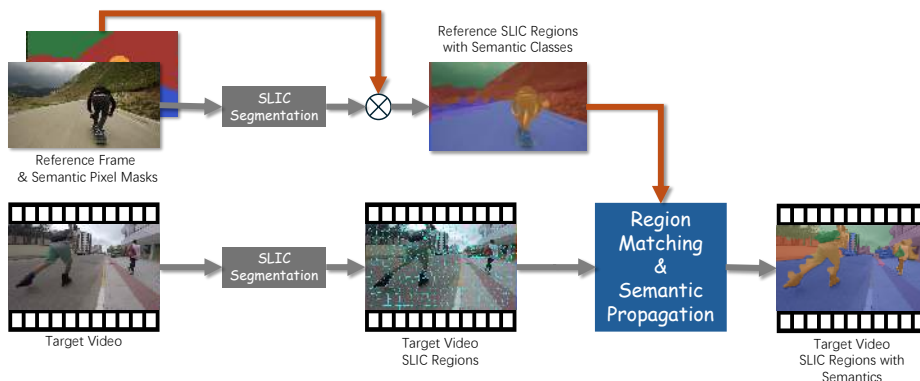 Reference SLIC Regions
with Semantic Classes
SLIC
Segmentation
Reference Frame
& Semantic Pixel Masks
Region
Matching
&
Semantic
Propagation
SLIC
Segmentation
Target Video
Target Video
SLIC Regions
Target Video
SLIC Regions with
Semantics